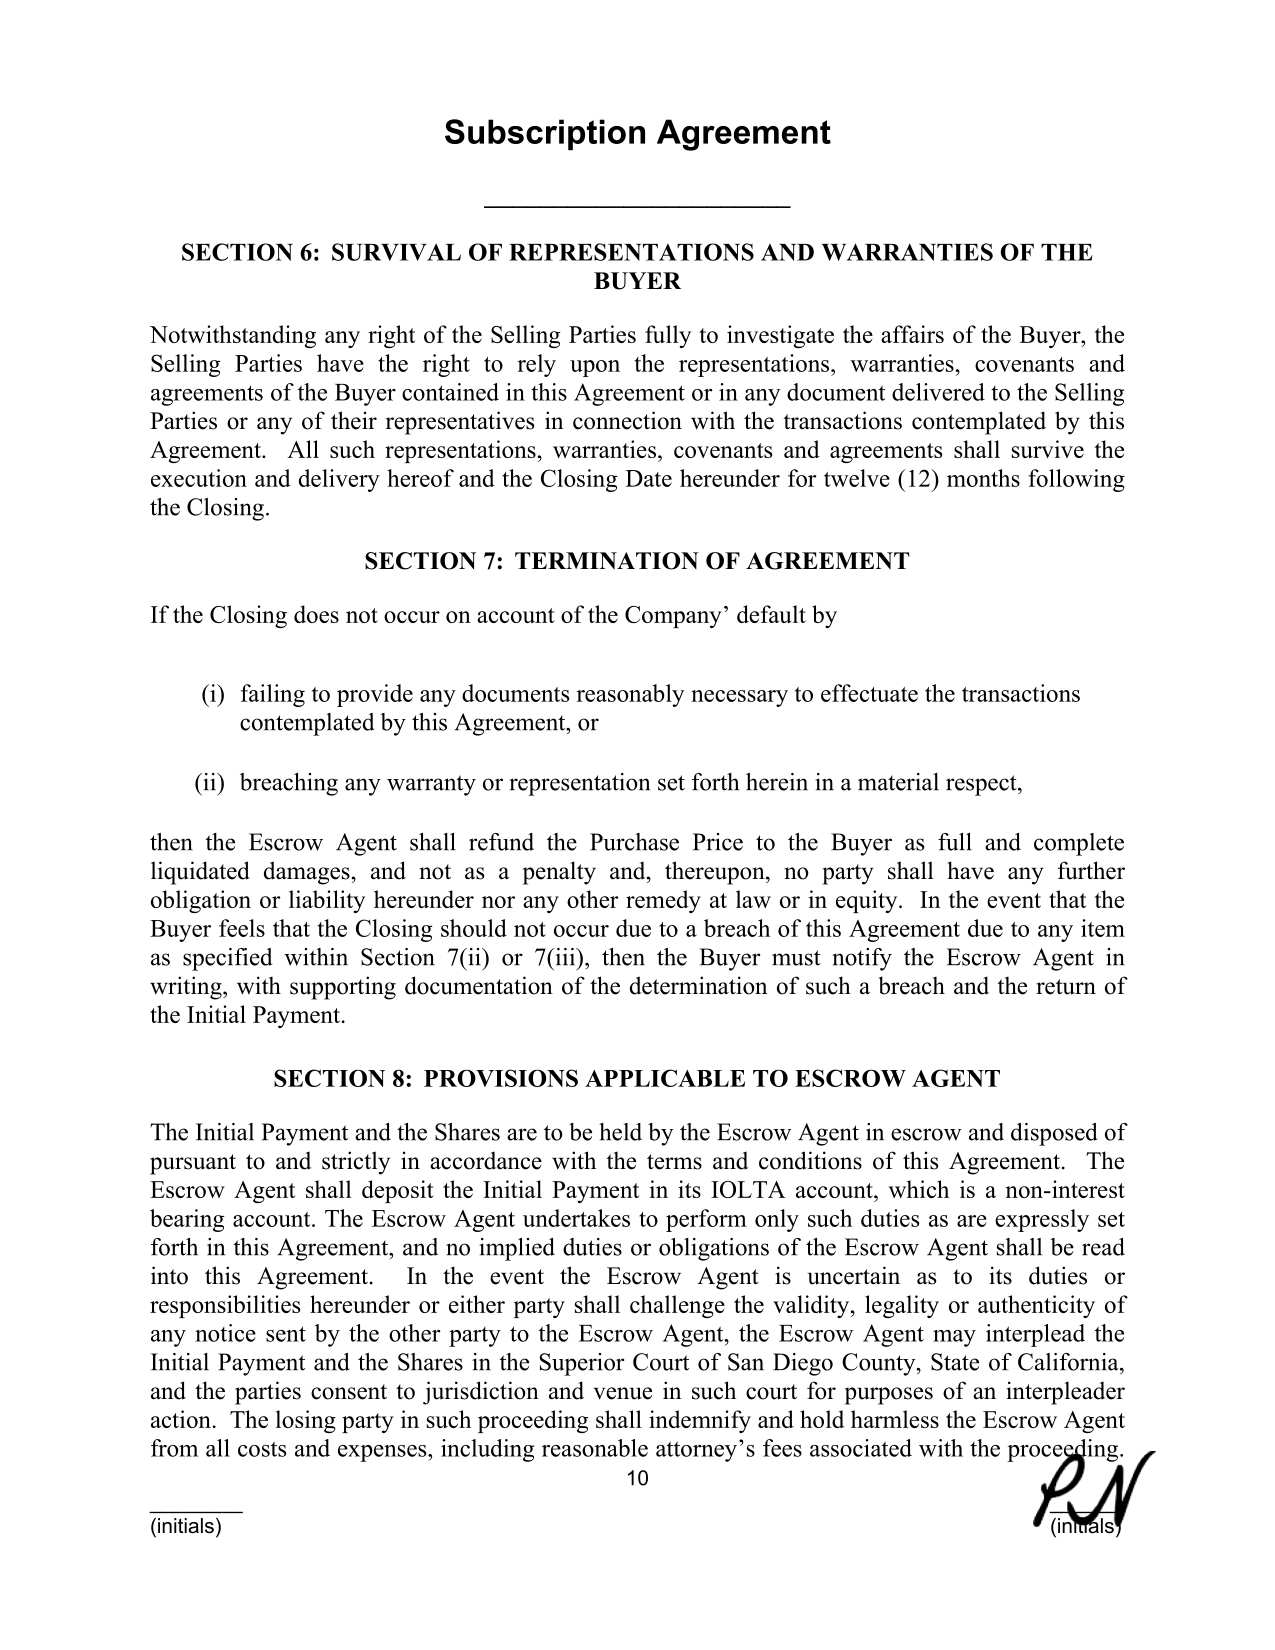 Subscription Agreement
SECTION 6: SURVIVAL OF REPRESENTATIONS AND WARRANTIES OF THE
BUYER
Notwithstanding any right of the Selling Parties fully to investigate the affairs of the Buyer, the
Selling Parties have the right to rely upon the representations, warranties, covenants and
agreements of the Buyer contained in this Agreement or in any document delivered to the Selling
Parties or any of their representatives in connection with the transactions contemplated by this
Agreement. All such representations, warranties, covenants and agreements shall survive the
execution and delivery hereof and the Closing Date hereunder for twelve (12) months following
the Closing.
SECTION 7: TERMINATION OF AGREEMENT
If the Closing does not occur on account of the Company’ default by
(i) failing to provide any documents reasonably necessary to effectuate the transactions
contemplated by this Agreement, or
(ii) breaching any warranty or representation set forth herein in a material respect,
then the Escrow Agent shall refund the Purchase Price to the Buyer as full and complete
liquidated damages, and not as a penalty and, thereupon, no party shall have any further
obligation or liability hereunder nor any other remedy at law or in equity. In the event that the
Buyer feels that the Closing should not occur due to a breach of this Agreement due to any item
as specified within Section 7(ii) or 7(iii), then the Buyer must notify the Escrow Agent in
writing, with supporting documentation of the determination of such a breach and the return of
the Initial Payment.
SECTION 8: PROVISIONS APPLICABLE TO ESCROW AGENT
The Initial Payment and the Shares are to be held by the Escrow Agent in escrow and disposed of
pursuant to and strictly in accordance with the terms and conditions of this Agreement. The
Escrow Agent shall deposit the Initial Payment in its IOLTA account, which is a non-interest
bearing account. The Escrow Agent undertakes to perform only such duties as are expressly set
forth in this Agreement, and no implied duties or obligations of the Escrow Agent shall be read
into this Agreement. In the event the Escrow Agent is uncertain as to its duties or
responsibilities hereunder or either party shall challenge the validity, legality or authenticity of
any notice sent by the other party to the Escrow Agent, the Escrow Agent may interplead the
Initial Payment and the Shares in the Superior Court of San Diego County, State of California,
and the parties consent to jurisdiction and venue in such court for purposes of an interpleader
action. The losing party in such proceeding shall indemnify and hold harmless the Escrow Agent
from all costs and expenses, including reasonable attorney’s fees associated with the proceeding.
10
PN
(initials) (initials)